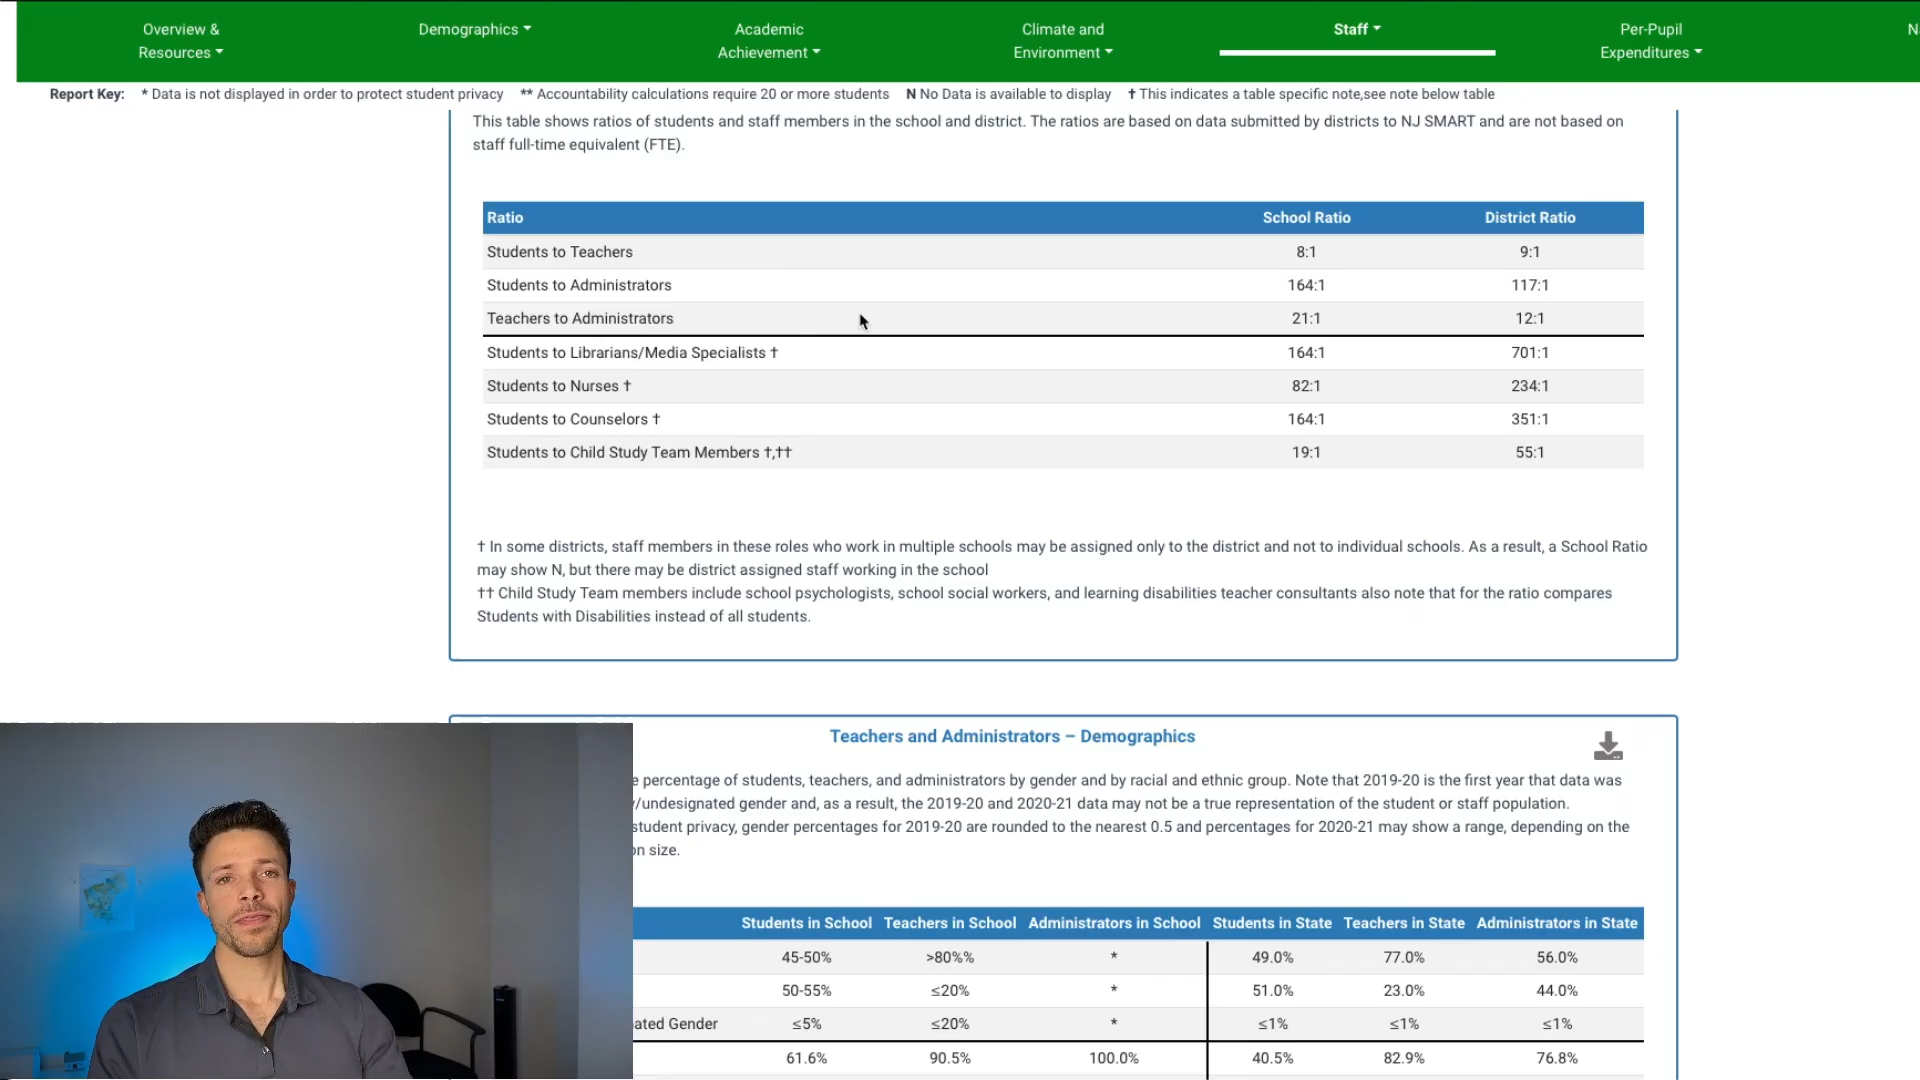 Overview &
Resources
Demographics
Academic
Achievement
Climate and
Environment
Staff
Per-Pupil
Expenditures
Report Key: * Data is not displayed in order to protect student privacy ** Accountability calculations require 20 or more students N No Data is available to display † This indicates a table specific note,see note below table
This table shows ratios of students and staff members in the school and district. The ratios are based on data submitted by districts to NJ SMART and are not based on
staff full-time equivalent (FTE).
Ratio School Ratio District Ratio
Students to Teachers 8:1 9:1
Students to Administrators 164:1 117:1
Teachers to Administrators 21:1 12:1
Students to Librarians/Media Specialists † 164:1 701:1
Students to Nurses † 82:1 234:1
Students to Counselors † 164:1 351:1
Students to Child Study Team Members †,†† 19:1 55:1
† In some districts, staff members in these roles who work in multiple schools may be assigned only to the district and not to individual schools. As a result, a School Ratio
may show N, but there may be district assigned staff working in the school
†† Child Study Team members include school psychologists, school social workers, and learning disabilities teacher consultants also note that for the ratio compares
Students with Disabilities instead of all students.
Teachers and Administrators – Demographics
percentage of students, teachers, and administrators by gender and by racial and ethnic group. Note that 2019-20 is the first year that data was
/undesignated gender and, as a result, the 2019-20 and 2020-21 data may not be a true representation of the student or staff population.
student privacy, gender percentages for 2019-20 are rounded to the nearest 0.5 and percentages for 2020-21 may show a range, depending on the
size.
Students in School Teachers in School Administrators in School Students in State Teachers in State Administrators in State
45-50% >80%% * 49.0% 77.0% 56.0%
50-55% ≤20% * 51.0% 23.0% 44.0%
ated Gender ≤5% ≤20% * ≤1% ≤1% ≤1%
61.6% 90.5% 100.0% 40.5% 82.9% 76.8%